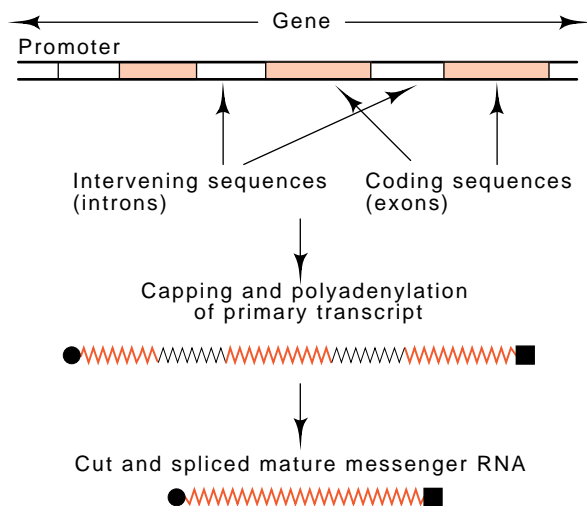 Gene
Promoter
Intervening sequences
(introns)
Coding sequences
(exons)
Capping and polyadenylation
of primary transcript
Cut and spliced mature messenger RNA